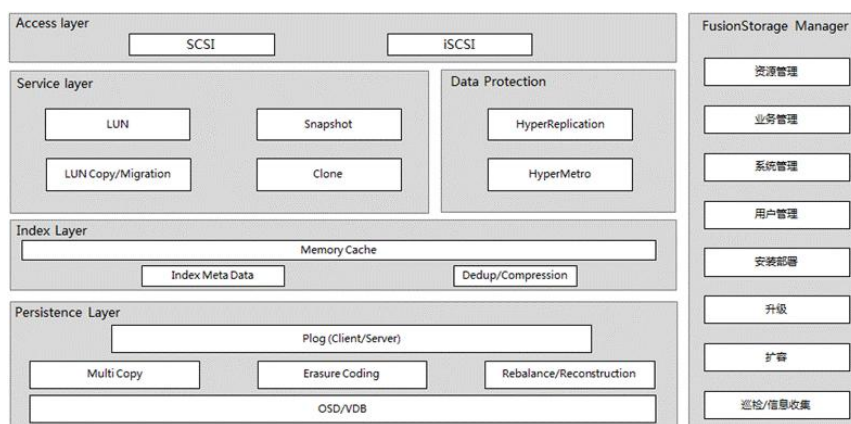 Access layer
SCSI
iSCSI
Service layer
LUN
Snapshot
LUN Copy/Migration
Clone
Data Protection
HyperReplication
HyperMetro
Index Layer
Memory Cache
Index Meta Data
Dedup/Compression
Persistence Layer
Plog (Client/Server)
Multi Copy
Erasure Coding
Rebalance/Reconstruction
OSD/VDB
FusionStorage Manager
资源管理
业务管理
系统管理
用户管理
安装部署
升级
扩容
巡检/信息收集